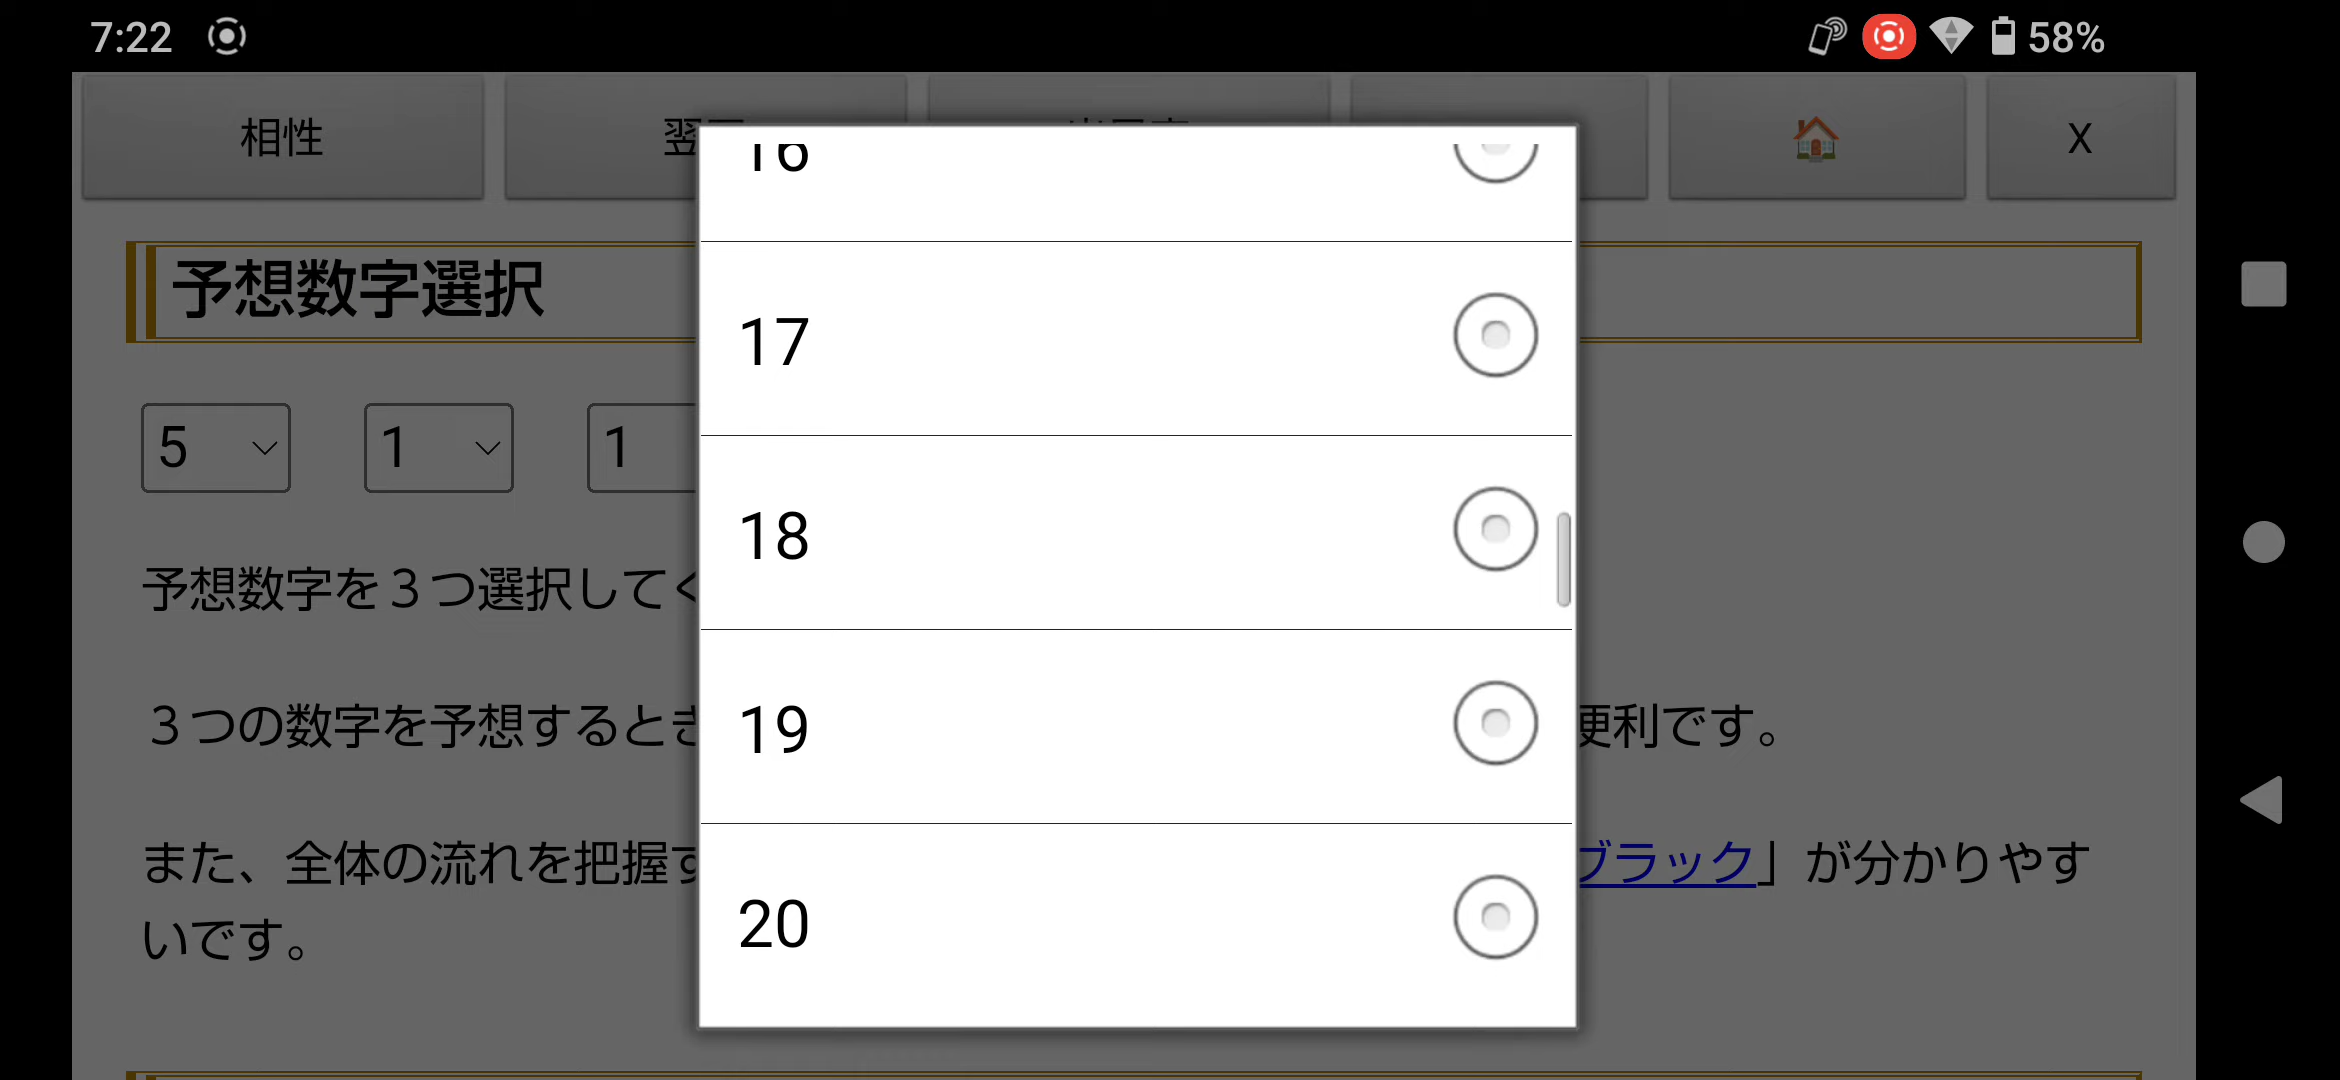 7:22 58%
相性 翌 🏠 X
予想数字選択
5 1 1
予想数字を３つ選択してく
３つの数字を予想するとき 便利です。
また、全体の流れを把握す ブラック」が分かりやす
いです。
16
17
18
19
20